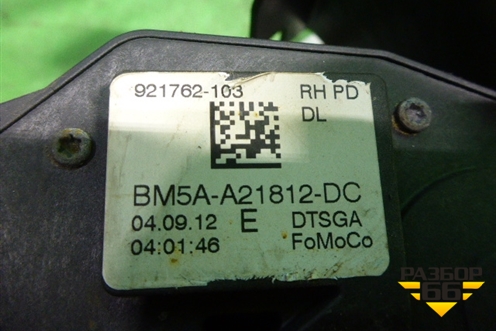 921762-103 RH PD
DL
BM5A-A21812-DC
04.09.12 E DTSGA
04:01:46 FoMoCo
РАЗБОР
66